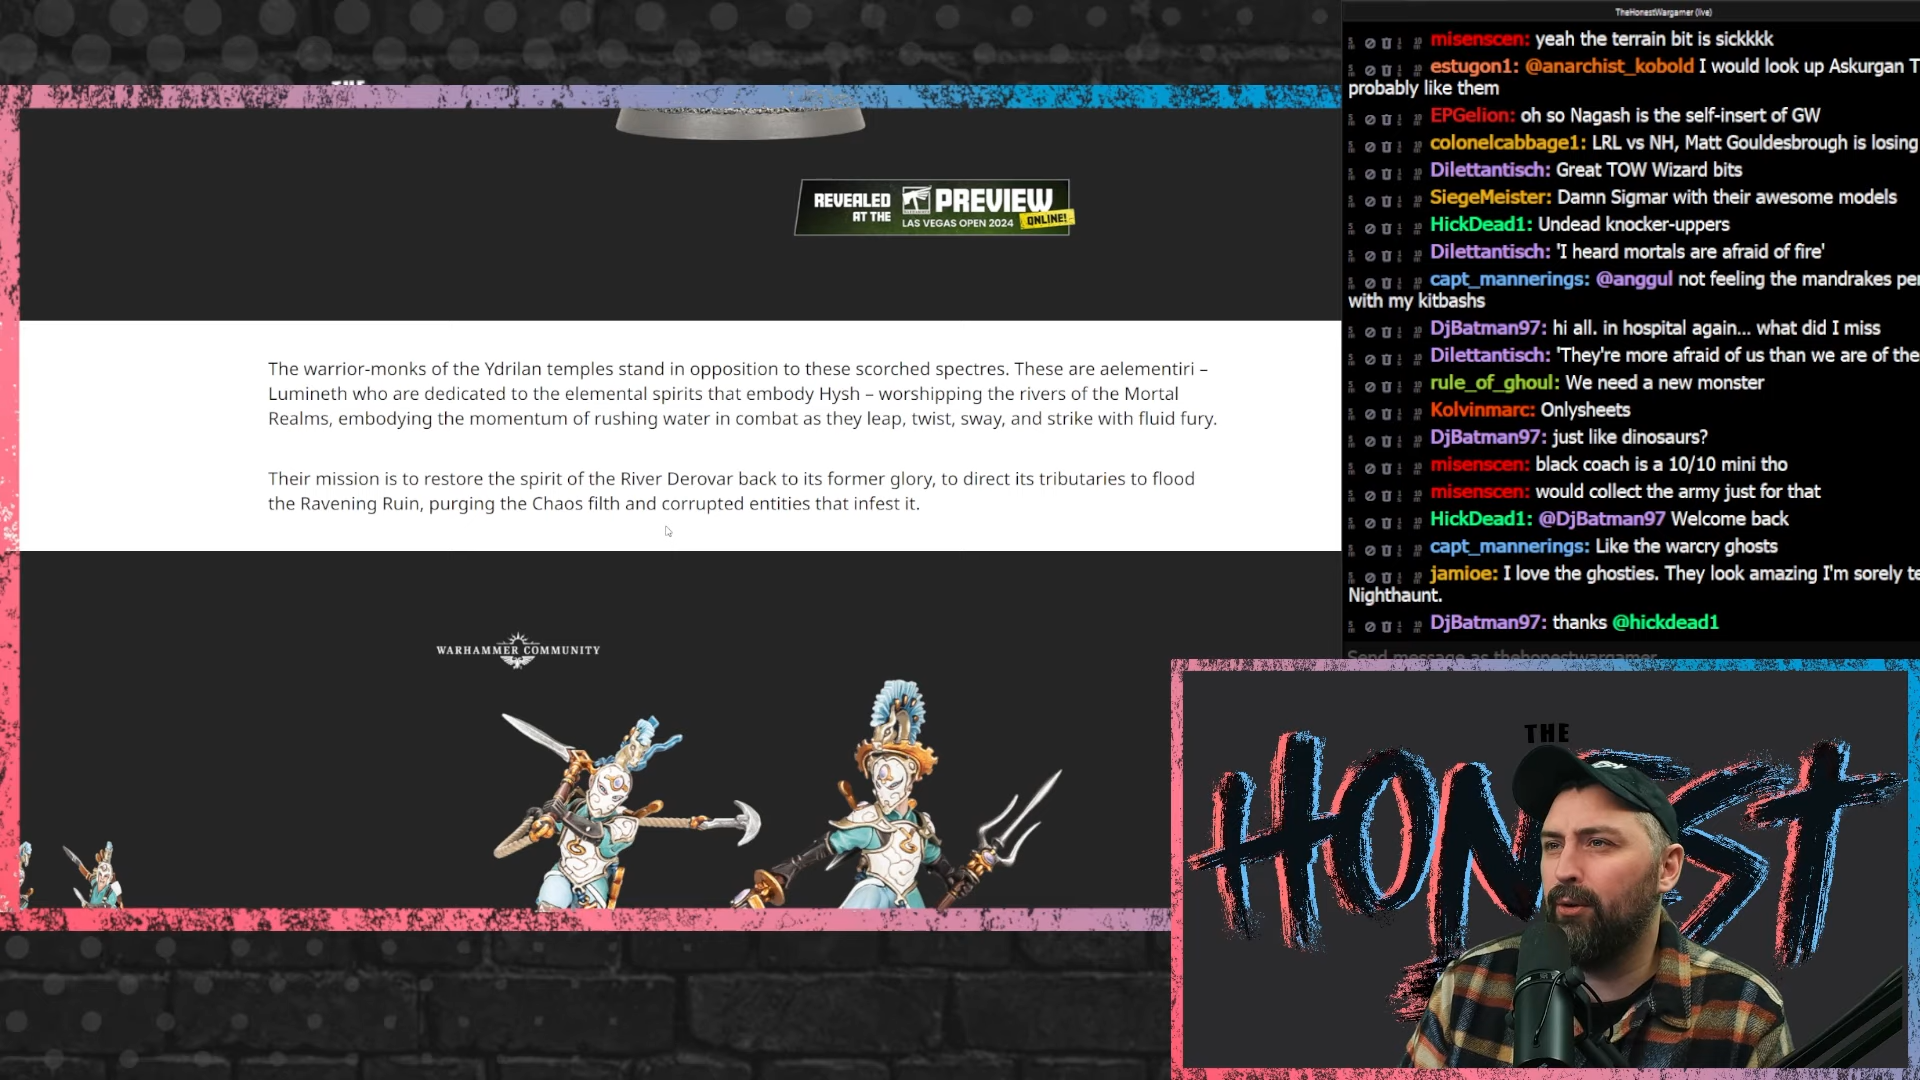 TheHonestWargamer (live)
misenscen: yeah the terrain bit is sickkkk
estugon1: @anarchist_kobold I would look up Askurgan T
probably like them
EPGelion: oh so Nagash is the self-insert of GW
colonelcabbage1: LRL vs NH, Matt Gouldesbrough is losing
Dilettantisch: Great TOW Wizard bits
SiegeMeister: Damn Sigmar with their awesome models
HickDead1: Undead knocker-uppers
Dilettantisch: 'I heard mortals are afraid of fire'
capt_mannerings: @anggul not feeling the mandrakes per
with my kitbashs
DjBatman97: hi all. in hospital again... what did I miss
Dilettantisch: 'They're more afraid of us than we are of the
rule_of_ghoul: We need a new monster
Kolvinmarc: Onlysheets
DjBatman97: just like dinosaurs?
misenscen: black coach is a 10/10 mini tho
misenscen: would collect the army just for that
HickDead1: @DjBatman97 Welcome back
capt_mannerings: Like the warcry ghosts
jamioe: I love the ghosties. They look amazing I'm sorely te
Nighthaunt.
DjBatman97: thanks @hickdead1
Send message as thehonestwargamer
REVEALED
AT THE
PREVIEW
LAS VEGAS OPEN 2024
ONLINE!
The warrior-monks of the Ydrilan temples stand in opposition to these scorched spectres. These are aelementiri –
Lumineth who are dedicated to the elemental spirits that embody Hysh – worshipping the rivers of the Mortal
Realms, embodying the momentum of rushing water in combat as they leap, twist, sway, and strike with fluid fury.
Their mission is to restore the spirit of the River Derovar back to its former glory, to direct its tributaries to flood
the Ravening Ruin, purging the Chaos filth and corrupted entities that infest it.
WARHAMMER COMMUNITY
THE
HONEST